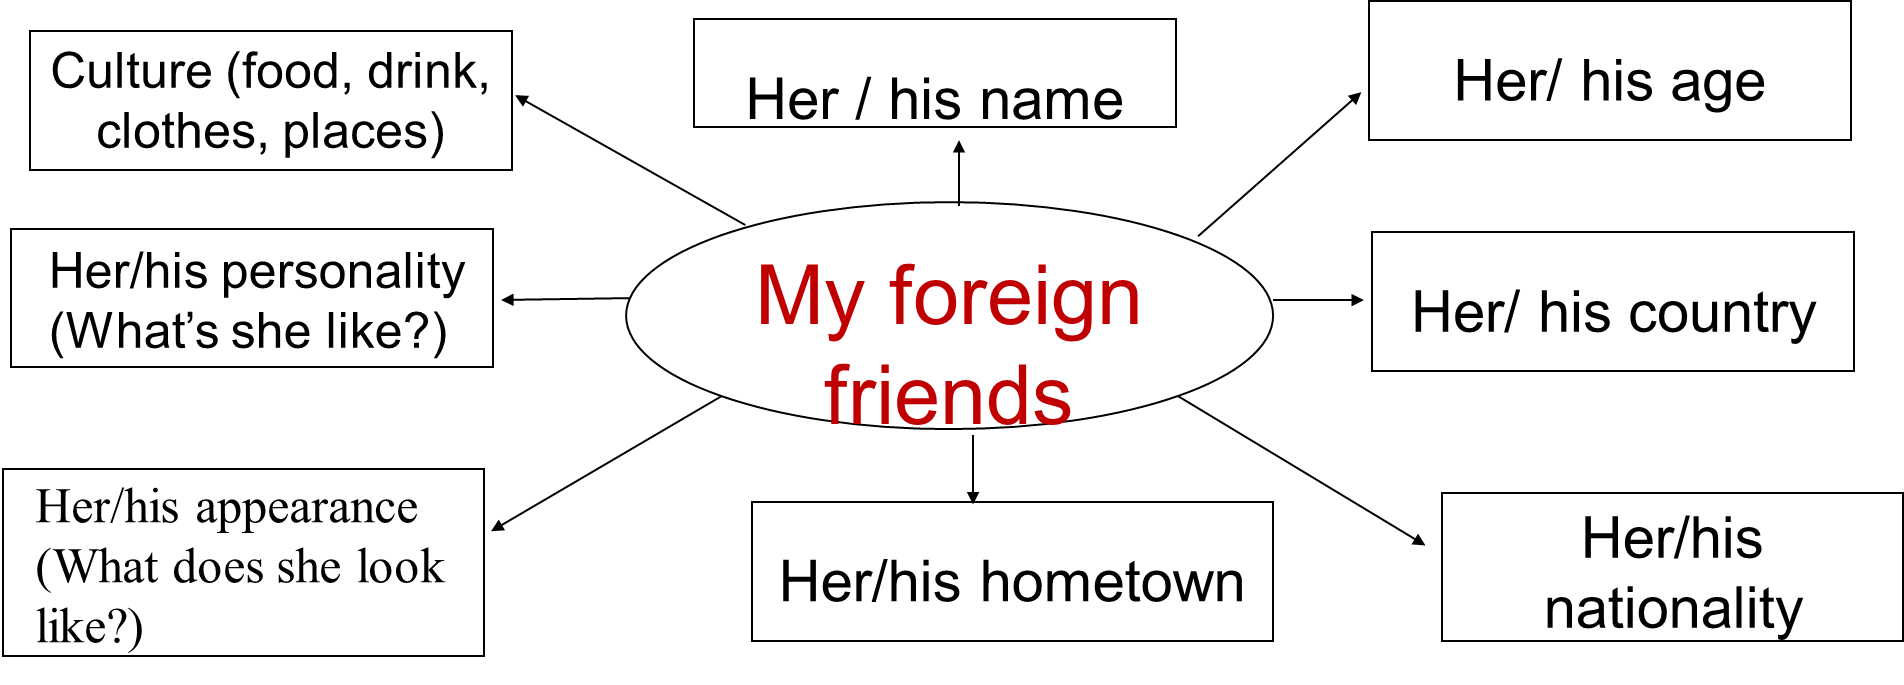 Culture (food, drink,
clothes, places)
Her / his name
Her/ his age
Her/his personality
(What’s she like?)
My foreign
friends
Her/ his country
Her/his appearance
(What does she look
like?)
Her/his hometown
Her/his
nationality